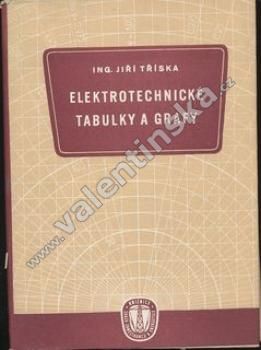 ING. JIŘÍ TŘÍSKA
ELEKTROTECHNICKÉ
TABULKY A GRAFY
www.valentinska.cz